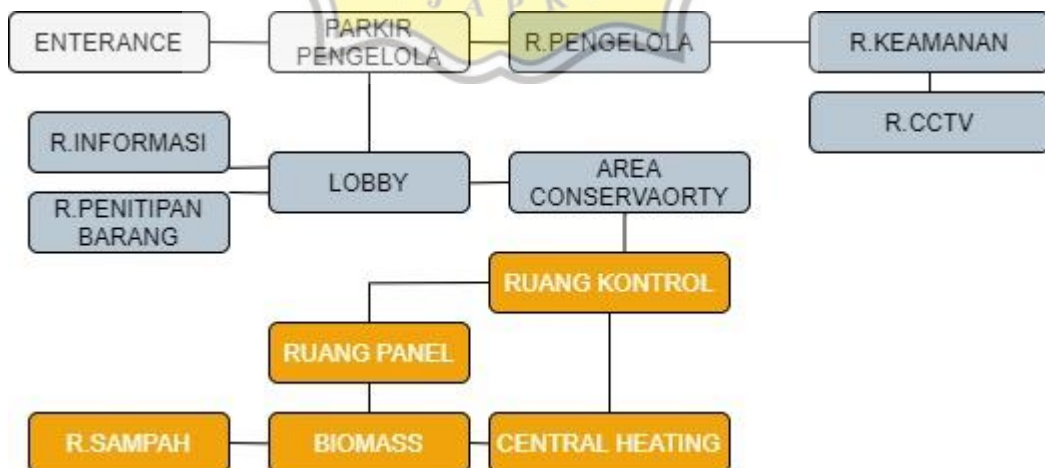 J A P R
ENTERANCE
PARKIR
PENGELOLA
R.PENGELOLA
R.KEAMANAN
R.CCTV
R.INFORMASI
LOBBY
AREA
CONSERVAORTY
R.PENITIPAN
BARANG
RUANG KONTROL
RUANG PANEL
R.SAMPAH
BIOMASS
CENTRAL HEATING